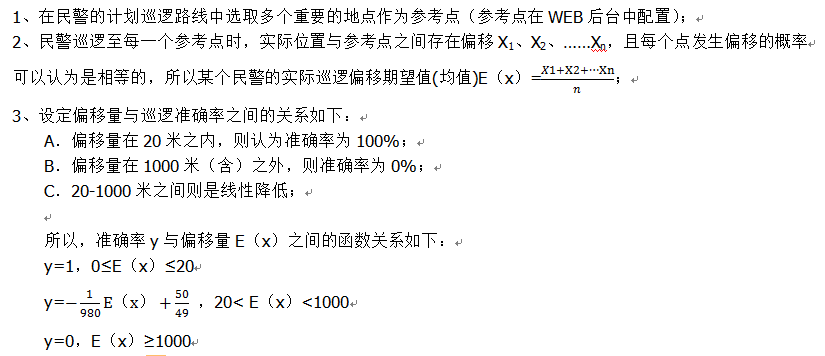 1、在民警的计划巡逻路线中选取多个重要的地点作为参考点（参考点在 WEB 后台中配置）；
2、民警巡逻至每一个参考点时，实际位置与参考点之间存在偏移 X₁、X₂、……Xₙ，且每个点发生偏移的概率
可以认为是相等的，所以某个民警的实际巡逻偏移期望值(均值)E（x）=\frac{X1+X2+⋯Xn}{n}；
3、设定偏移量与巡逻准确率之间的关系如下：
A．偏移量在 20 米之内，则认为准确率为 100%；
B．偏移量在 1000 米（含）之外，则准确率为 0%；
C．20-1000 米之间则是线性降低；
所以，准确率 y 与偏移量 E（x）之间的函数关系如下：
y=1，0≤E（x）≤20
y=−\frac{1}{980}E（x）+\frac{50}{49}，20< E（x）<1000
y=0，E（x）≥1000